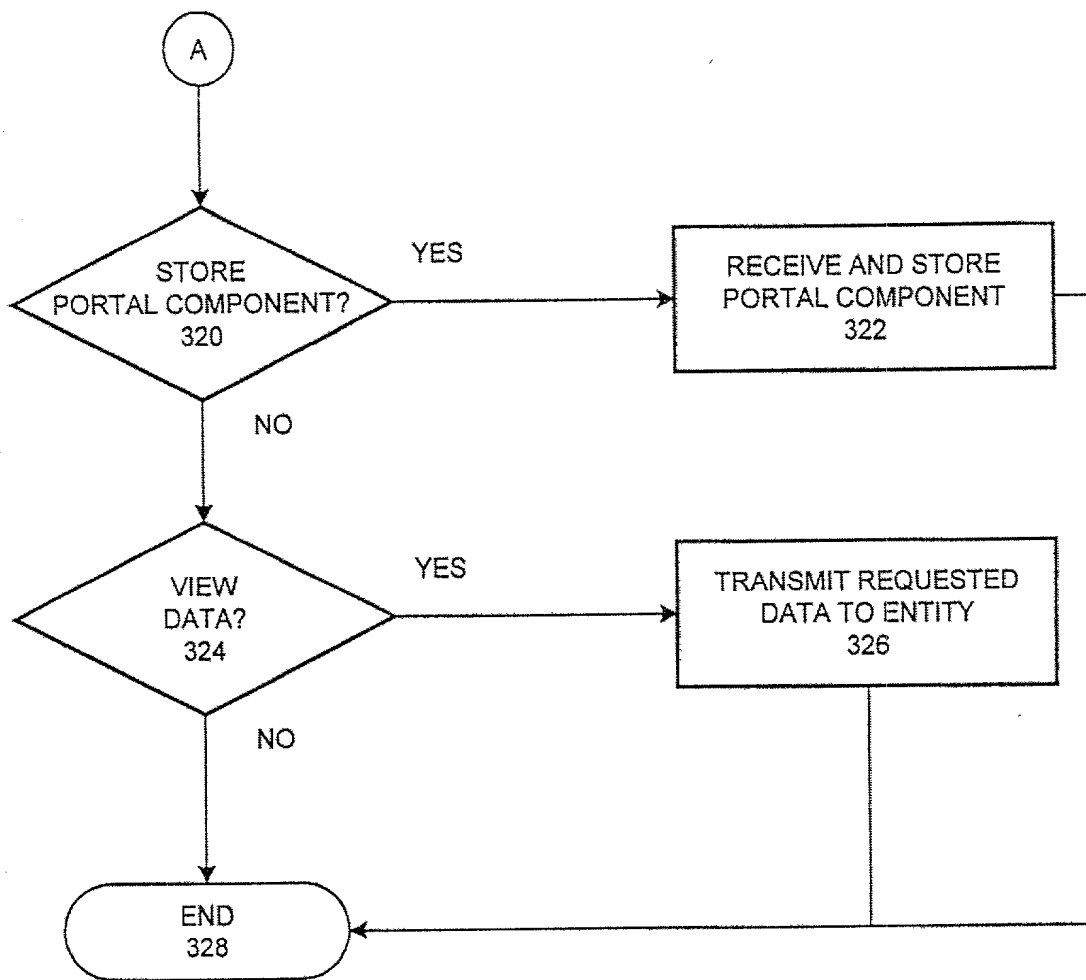 A
STORE
PORTAL COMPONENT?
320
YES
RECEIVE AND STORE
PORTAL COMPONENT
322
NO
VIEW
DATA?
324
YES
TRANSMIT REQUESTED
DATA TO ENTITY
326
NO
END
328